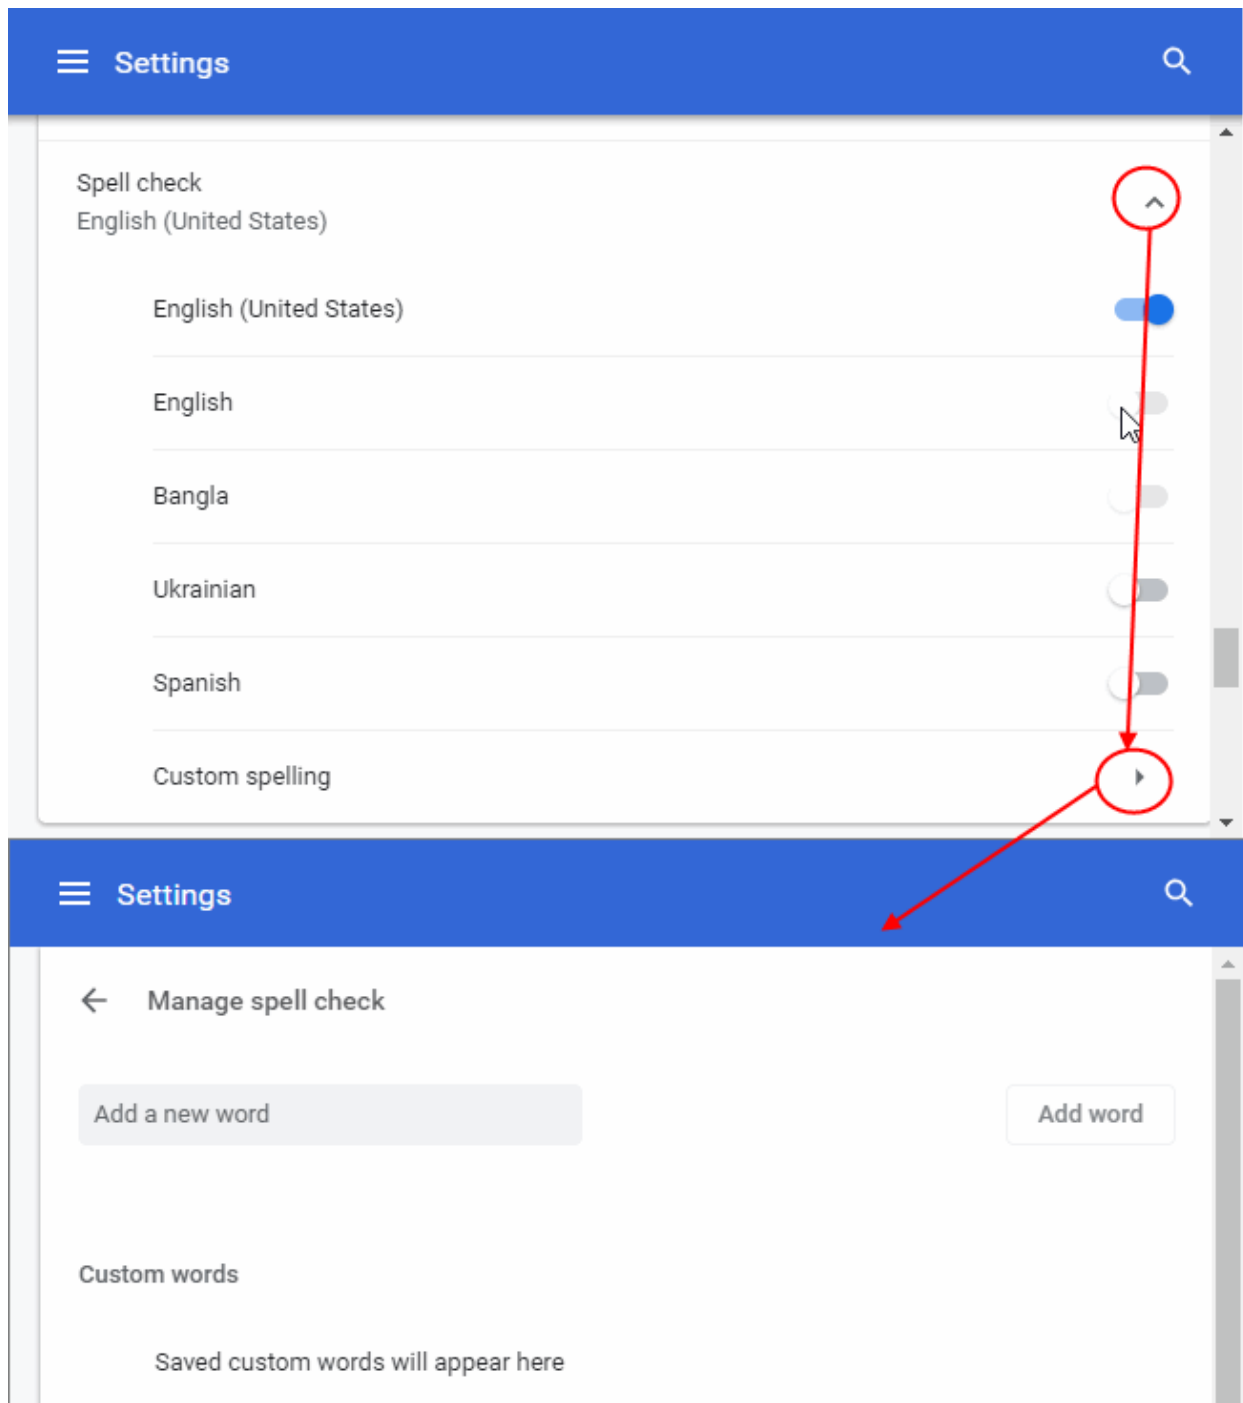 Settings
Spell check
English (United States)
English (United States)
English
Bangla
Ukrainian
Spanish
Custom spelling
Settings
Manage spell check
Add a new word
Add word
Custom words
Saved custom words will appear here